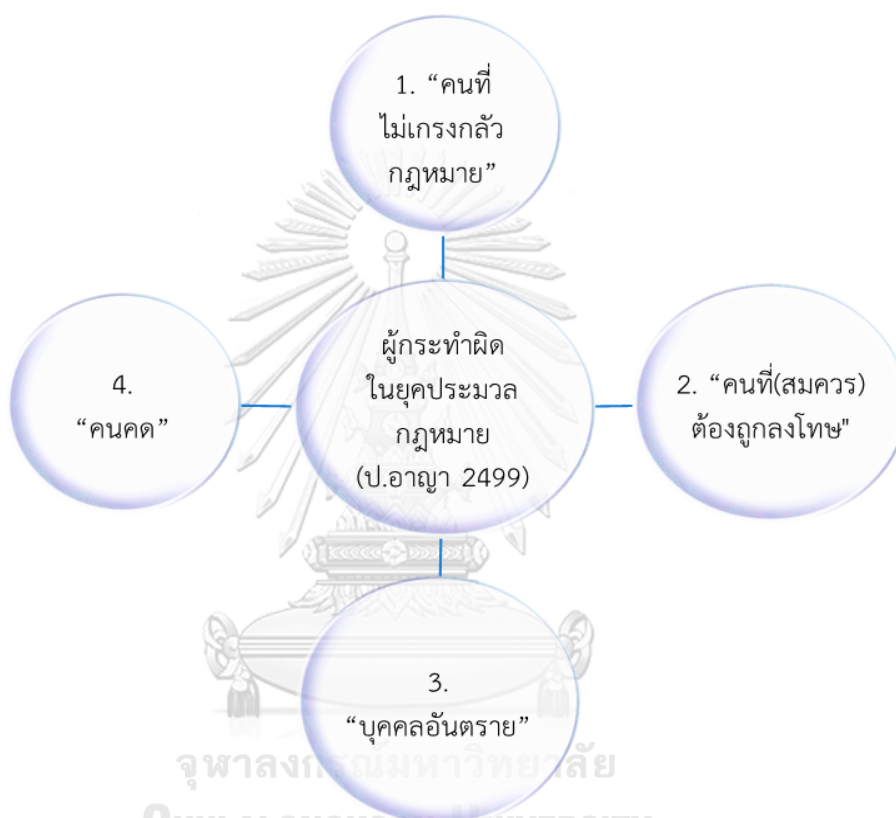 1. “คนที่
ไม่เกรงกลัว
กฎหมาย”
ผู้กระทำผิด
ในยุคประมวล
กฎหมาย
(ป.อาญา 2499)
2. “คนที่(สมควร)
ต้องถูกลงโทษ"
3.
“บุคคลอันตราย”
4.
“คนคด”
จุฬาลงกรณ์มหาวิทยาลัย